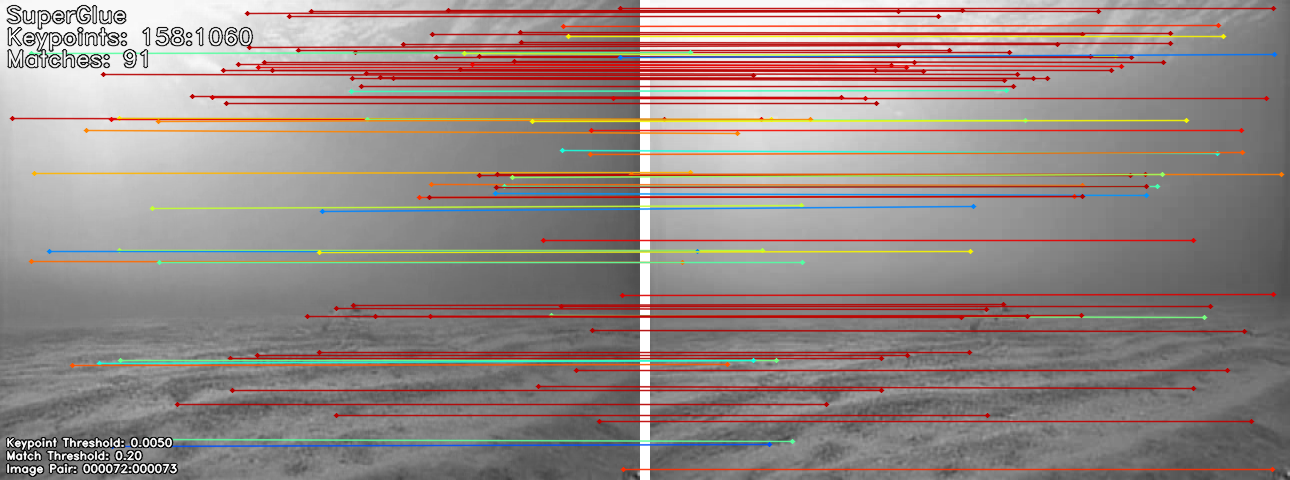 SuperGlue
Keypoints: 158:1060
Matches: 91
Keypoint Threshold: 0.0050
Match Threshold: 0.20
Image Pair: 000072:000073